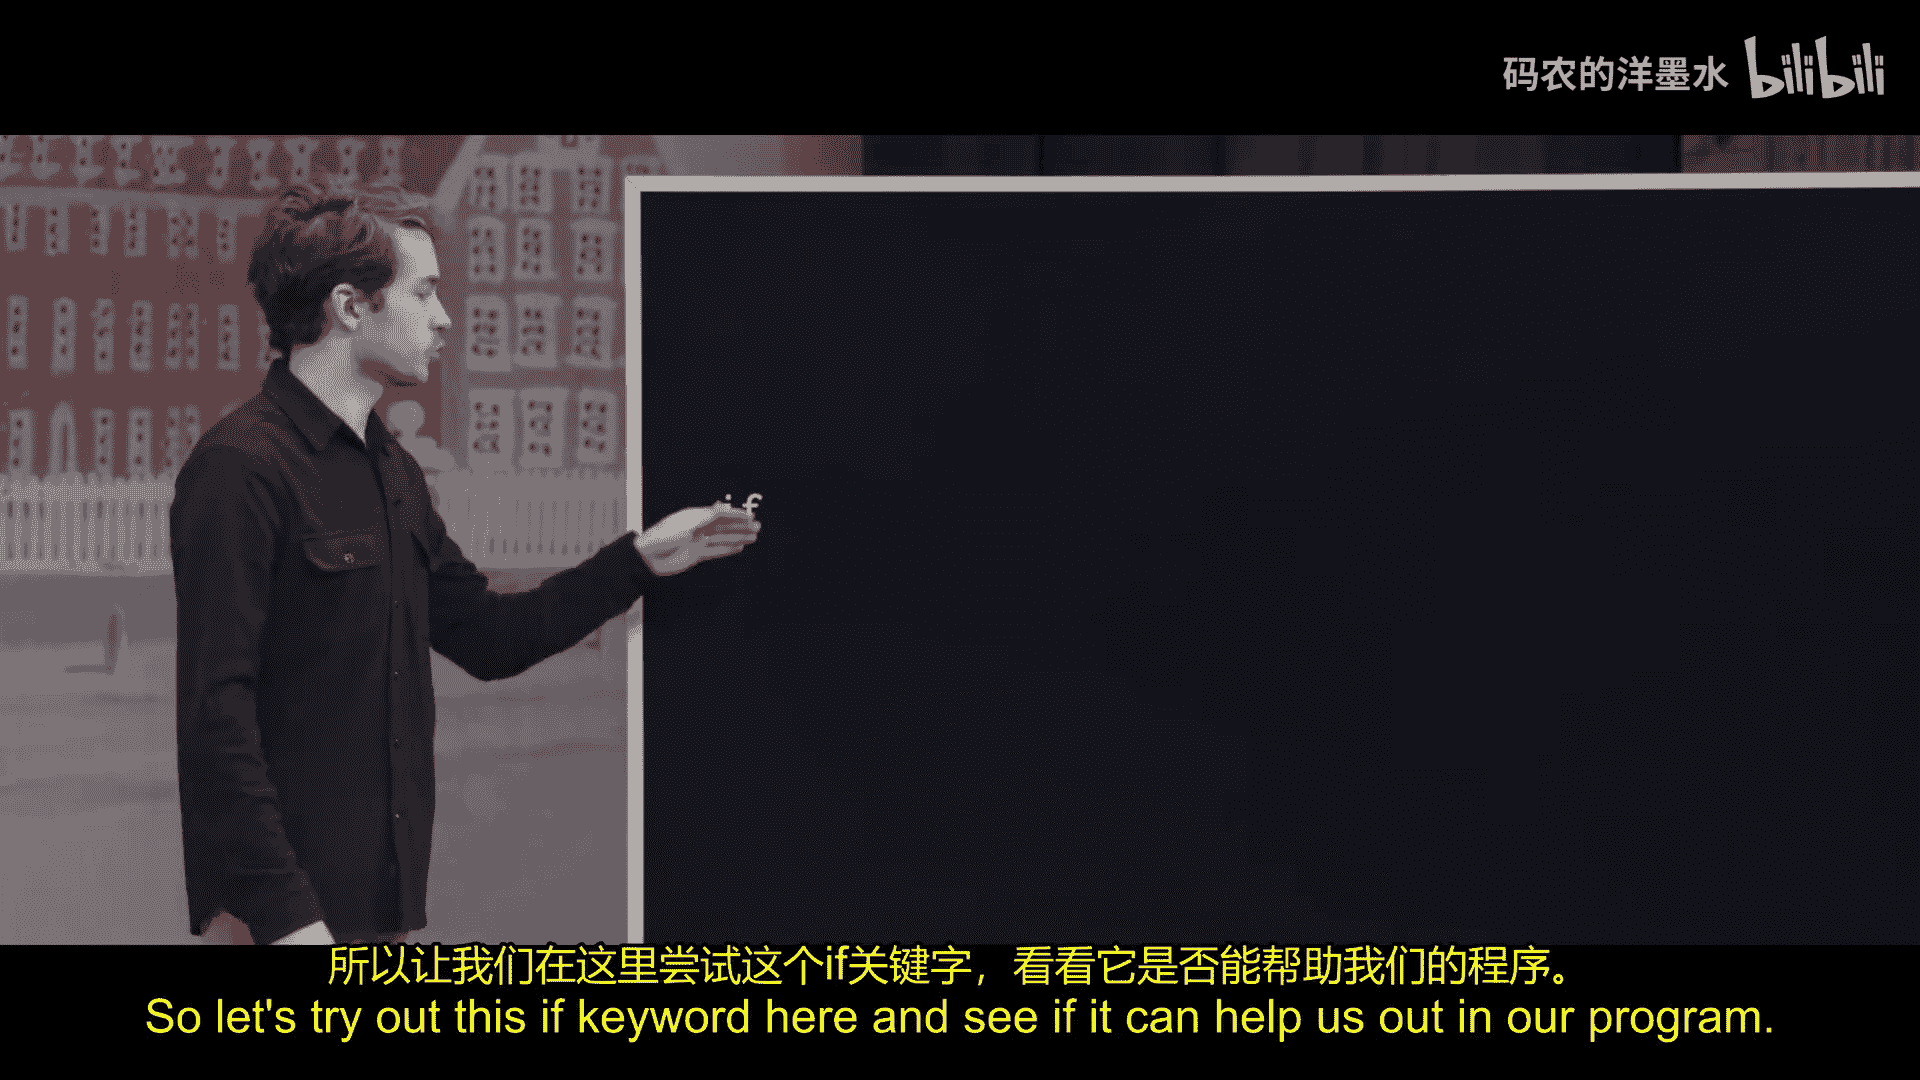 码农的洋墨水 bilibili
if
所以让我们在这里尝试这个if关键字，看看它是否能帮助我们的程序。
So let's try out this if keyword here and see if it can help us out in our program.